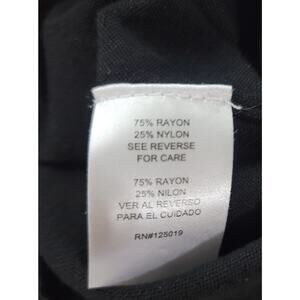 75% RAYON
25% NYLON
SEE REVERSE
FOR CARE
75% RAYON
25% NILON
VER AL REVERSO
PARA EL CUIDADO
RN#125019